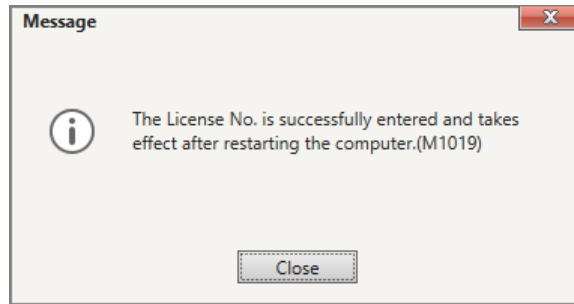 Message
The License No. is successfully entered and takes
effect after restarting the computer.(M1019)
Close